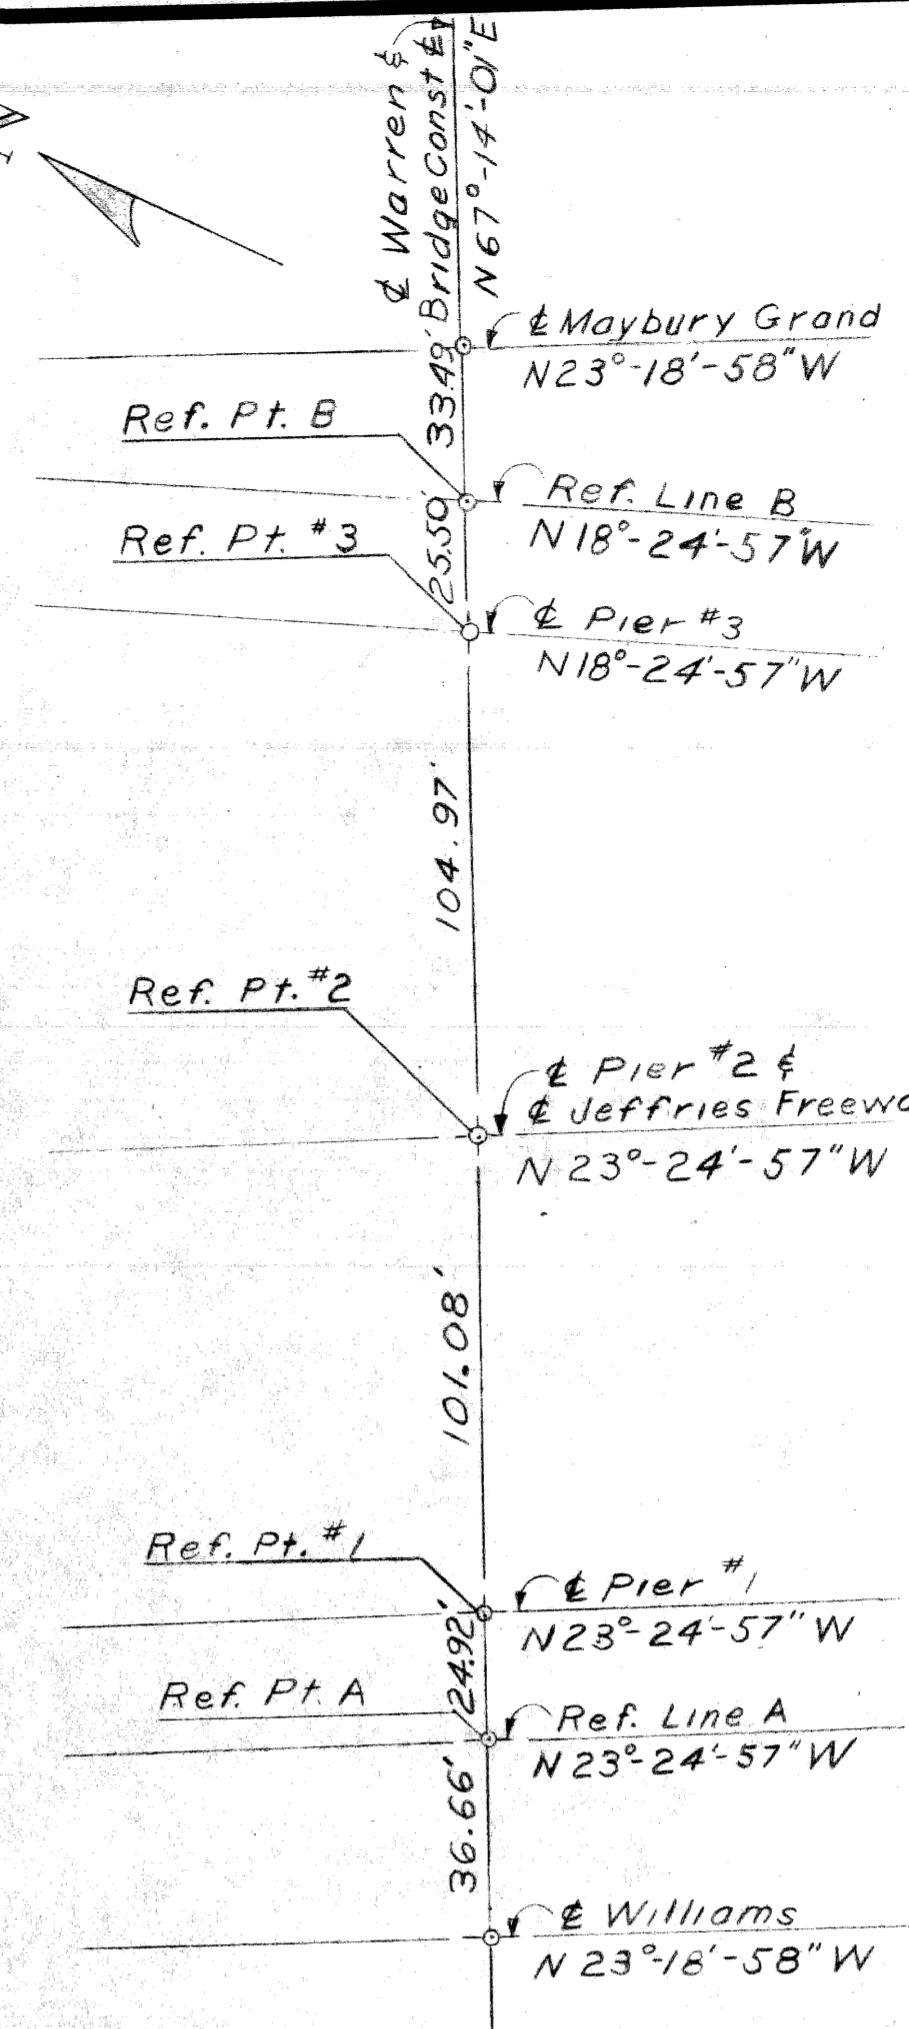 N
℄ Warren &
Bridge Const ℄
N67°-14'-01"E
℄ Maybury Grand
N23°-18'-58"W
33.49'
Ref. Pt. B
Ref. Line B
N18°-24'-57"W
25.50'
Ref. Pt. #3
℄ Pier #3
N18°-24'-57"W
104.97'
Ref. Pt. #2
℄ Pier #2 &
℄ Jeffries Freewa
N 23°-24'-57"W
101.08'
Ref. Pt. #1
℄ Pier #1
N23°-24'-57"W
24.92'
Ref. Pt. A
Ref. Line A
N 23°-24'-57"W
36.66'
℄ Williams
N 23°-18'-58"W